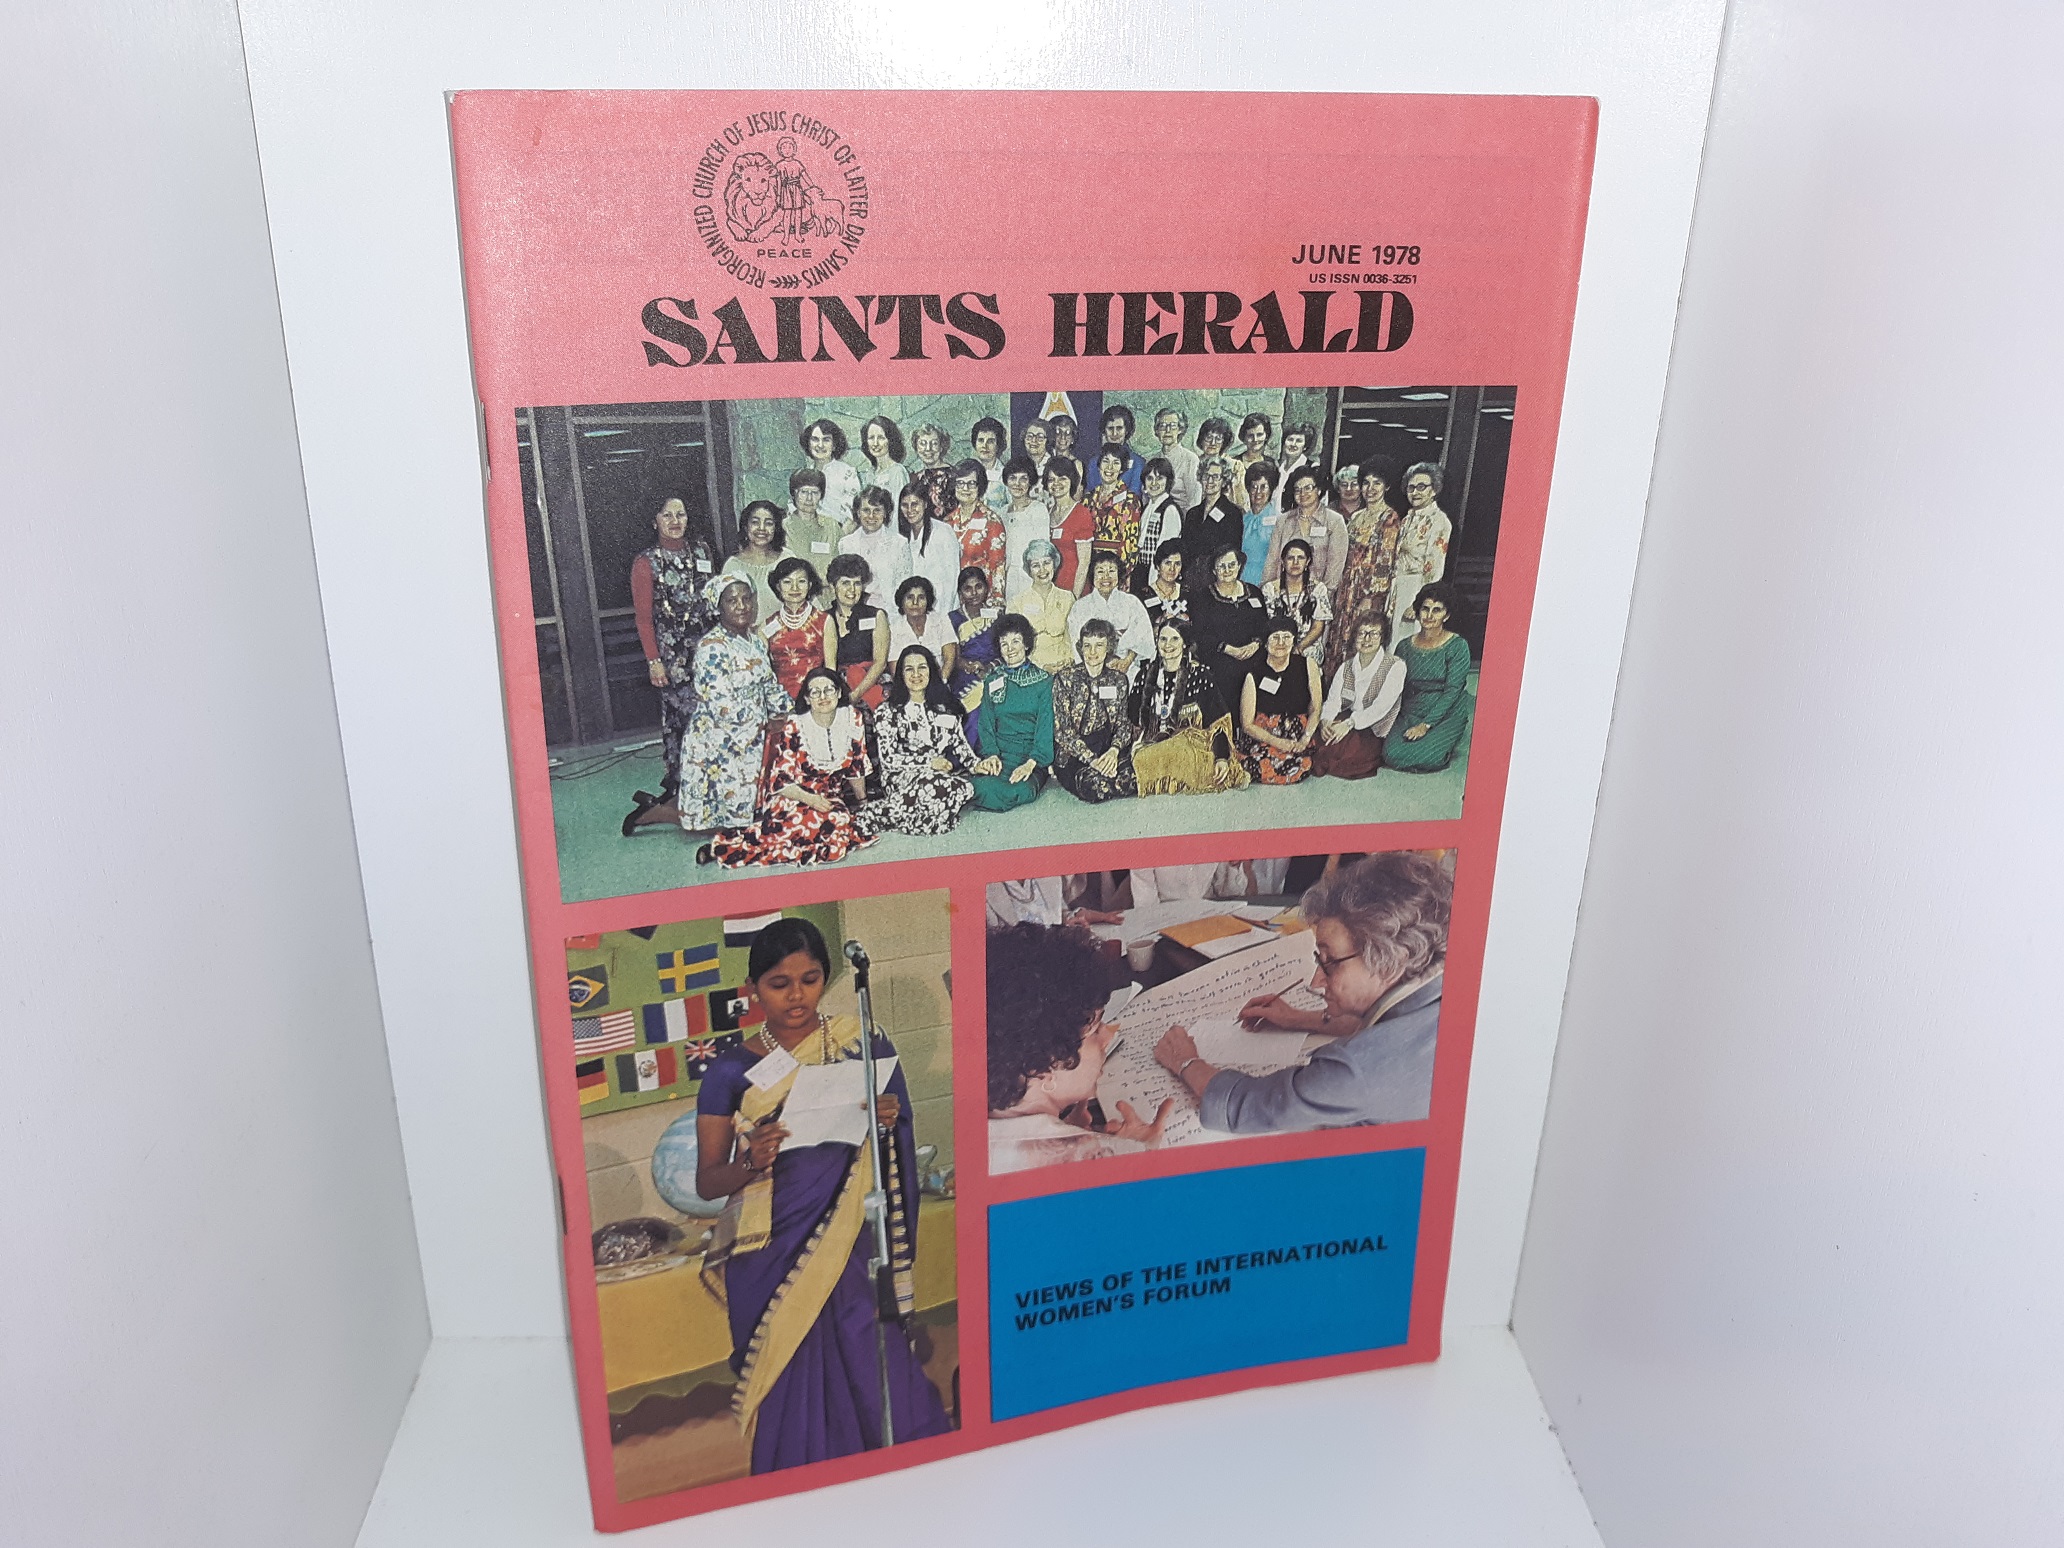 REORGANIZED CHURCH OF JESUS CHRIST OF LATTER DAY SAINTS
PEACE
JUNE 1978
US ISSN 0036-3251
SAINTS HERALD
VIEWS OF THE INTERNATIONAL
WOMEN'S FORUM